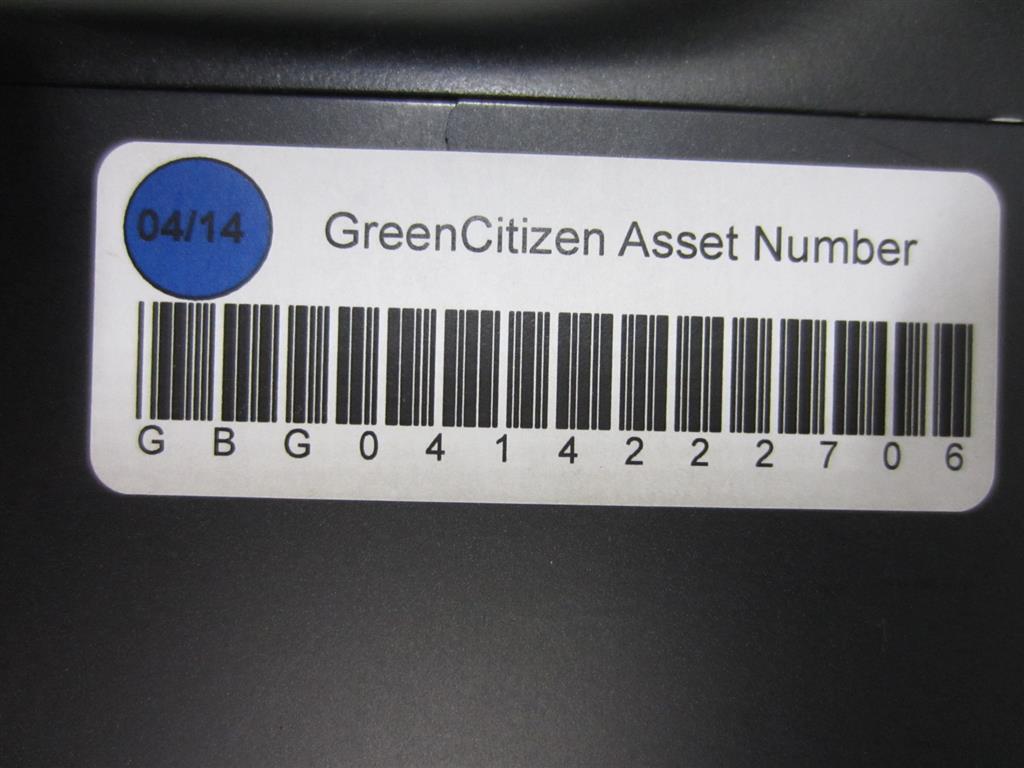 04/14
GreenCitizen Asset Number
G B G 0 4 1 4 2 2 2 7 0 6